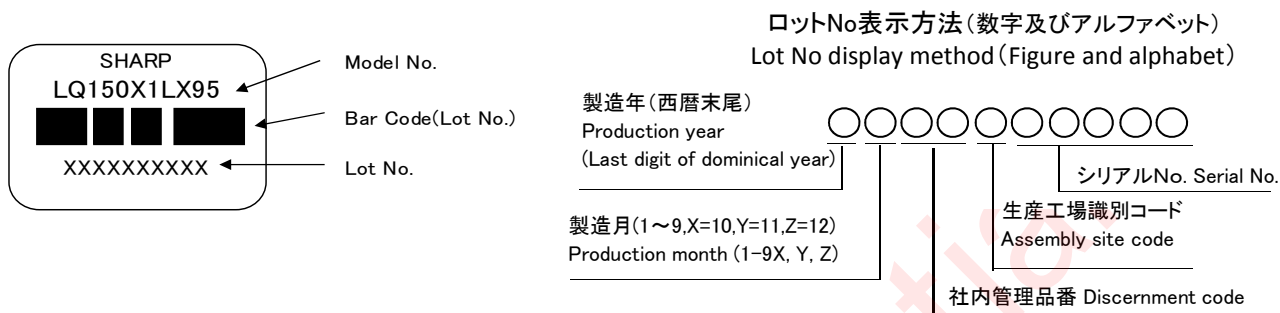 SHARP
LQ150X1LX95
XXXXXXXXXX
Model No.
Bar Code(Lot No.)
Lot No.
ロットNo表示方法(数字及びアルファベット)
Lot No display method(Figure and alphabet)
製造年(西暦末尾)
Production year
(Last digit of dominical year)
シリアルNo. Serial No.
製造月(1～9,X=10,Y=11,Z=12)
Production month (1-9X, Y, Z)
生産工場識別コード
Assembly site code
社内管理品番 Discernment code